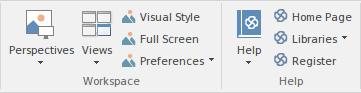 Perspectives
Views
Visual Style
Full Screen
Preferences
Workspace
Help
Home Page
Libraries
Register
Help